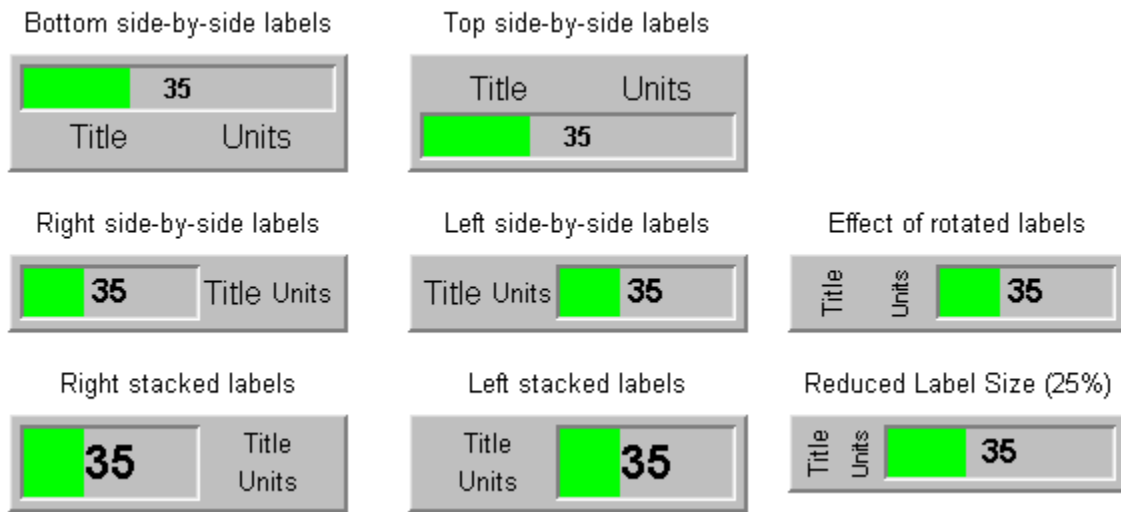 Bottom side-by-side labels
35
Title Units
Top side-by-side labels
Title Units
35
Right side-by-side labels
35 Title Units
Left side-by-side labels
Title Units 35
Effect of rotated labels
Title Units 35
Right stacked labels
35
Title
Units
Left stacked labels
Title
Units
35
Reduced Label Size (25%)
Title Units 35